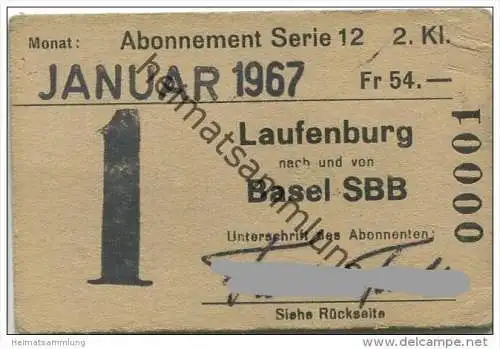 Monat: Abonnement Serie 12 2. Kl.
JANUAR 1967 Fr 54.—
1
Laufenburg
nach und von
Basel SBB
00001
Unterschrift des Abonnenten:
Siehe Rückseite
heimatsammlung.de
Heimatsammlung
www.delcampe.net